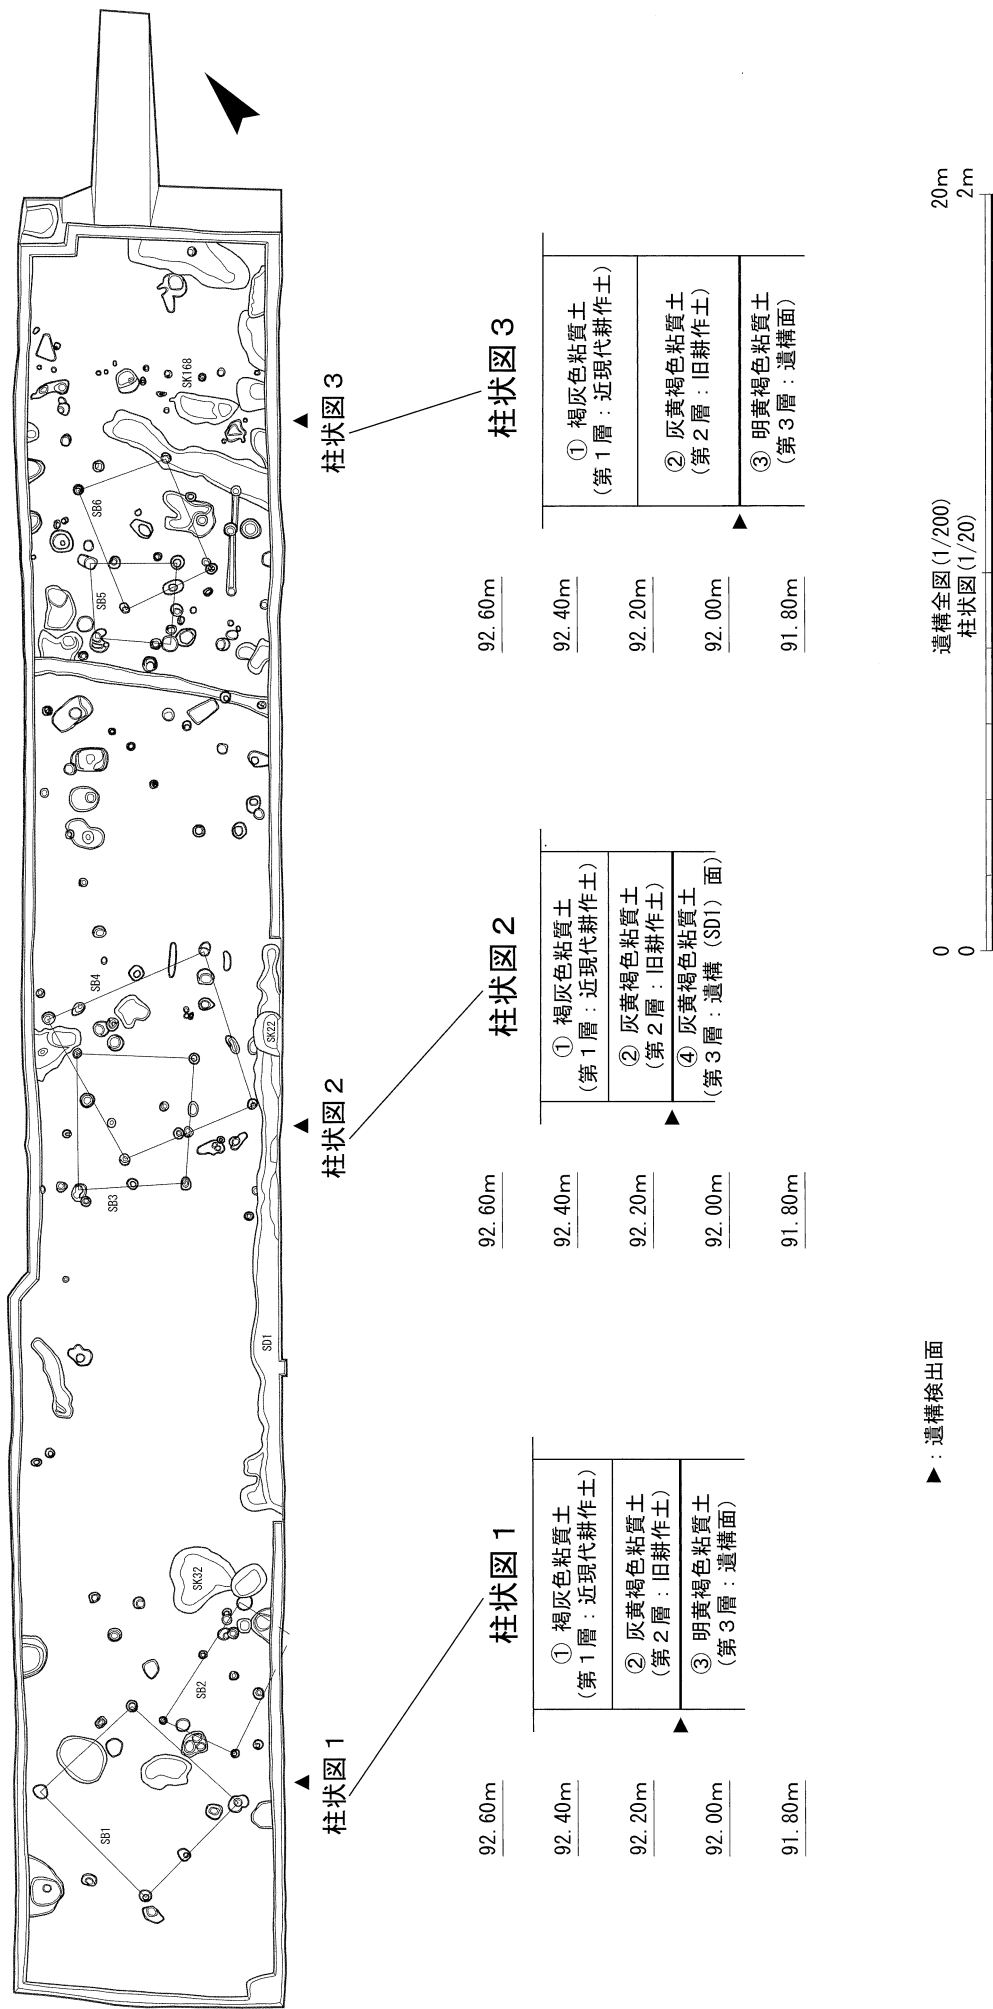 SB1
SB2
SK32
SD1
SB3
SB4
SK22
SB5
SB6
SK168
柱状図1
柱状図2
柱状図3
柱状図1
92.60m
92.40m
92.20m
92.00m
91.80m
① 褐灰色粘質土
(第1層:近現代耕作土)
② 灰黄褐色粘質土
(第2層:旧耕作土)
③ 明黄褐色粘質土
(第3層:遺構面)
柱状図2
92.60m
92.40m
92.20m
92.00m
91.80m
① 褐灰色粘質土
(第1層:近現代耕作土)
② 灰黄褐色粘質土
(第2層:旧耕作土)
④ 灰黄褐色粘質土
(第3層:遺構(SD1)面)
柱状図3
92.60m
92.40m
92.20m
92.00m
91.80m
① 褐灰色粘質土
(第1層:近現代耕作土)
② 灰黄褐色粘質土
(第2層:旧耕作土)
③ 明黄褐色粘質土
(第3層:遺構面)
▶:遺構検出面
遺構全図(1/200)
柱状図(1/20)
0 20m
0 2m